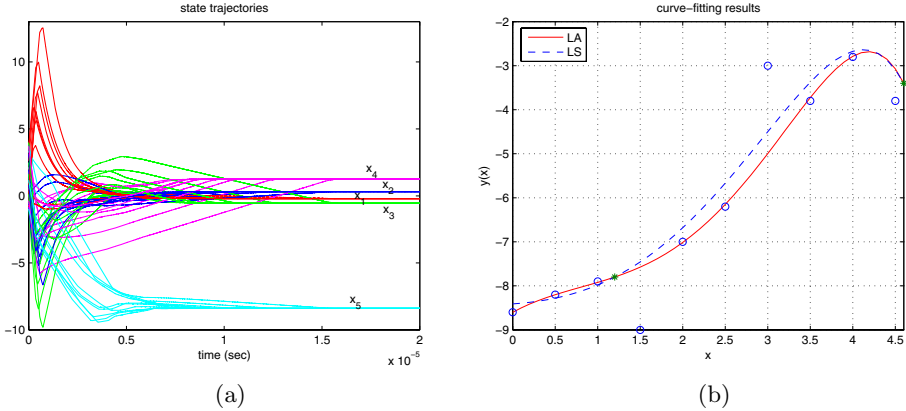 state trajectories
10
5
0
−5
−10
x4
x2
x1
x3
x5
0 0.5 1 1.5 2
time (sec)
x 10−5
(a)
curve−fitting results
LA
LS
−2
−3
−4
−5
−6
−7
−8
−9
y(x)
0 0.5 1 1.5 2 2.5 3 3.5 4 4.5
x
(b)